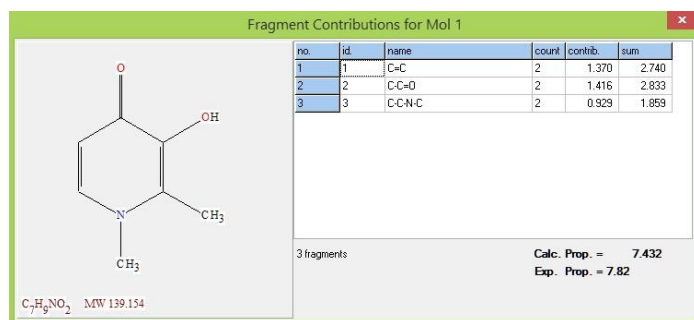 Fragment Contributions for Mol 1
x
no. id. name count contrib. sum
1 1 C=C 2 1.370 2.740
2 2 C-C=O 2 1.416 2.833
3 3 C-C-N-C 2 0.929 1.859
O
OH
N
CH3
CH3
3 fragments Calc. Prop. = 7.432
Exp. Prop. = 7.82
C7H9NO2 MW 139.154